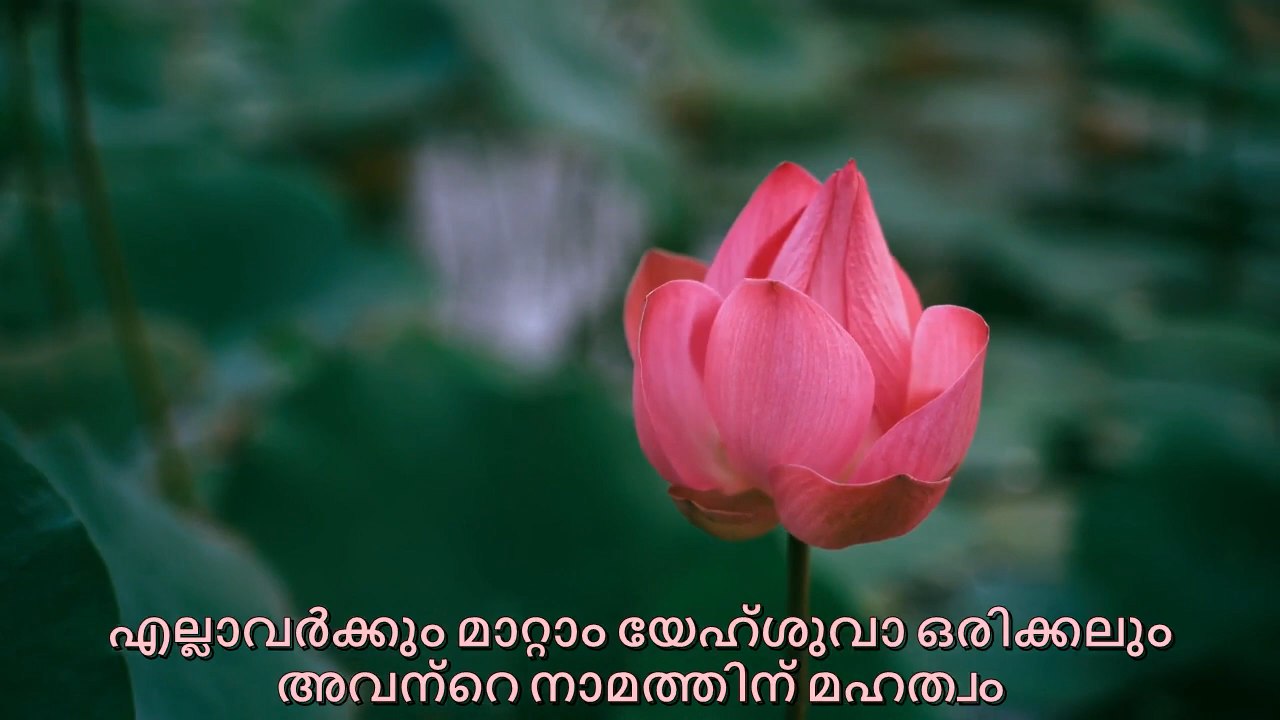 എല്ലാവർക്കും മാറ്റാം യേഹ്ശുവാ ഒരിക്കലും
അവന്റെ നാമത്തിന് മഹത്വം